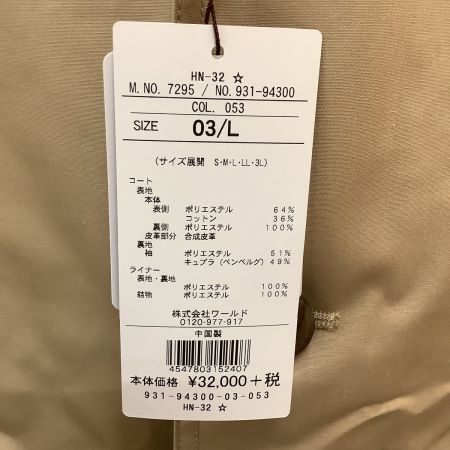 HN-32 ☆
M.NO. 7295 / NO.931-94300
COL. 053
SIZE 03/L
(サイズ展開 S・M・L・LL・3L)
コート
表地
本体
表側 ポリエステル 64%
コットン 36%
裏側 ポリエステル 100%
皮革部分 合成皮革
裏地
袖 ポリエステル 51%
キュプラ(ベンベルグ) 49%
ライナー
表地・裏地
ポリエステル 100%
詰物 ポリエステル 100%
株式会社ワールド
0120-977-917
中国製
4547803152407
本体価格 ¥32,000+税
931-94300-03-053
HN-32 ☆